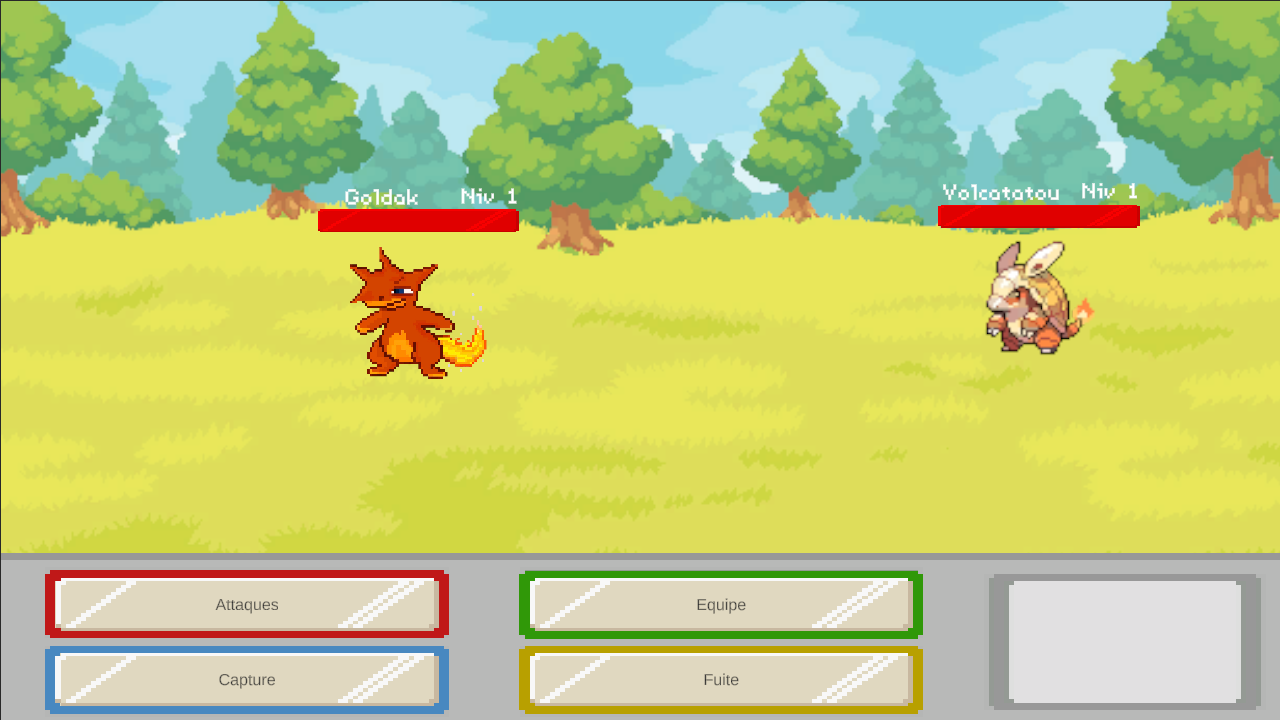 Goldak Niv 1
Volcatatou Niv 1
Attaques
Equipe
Capture
Fuite